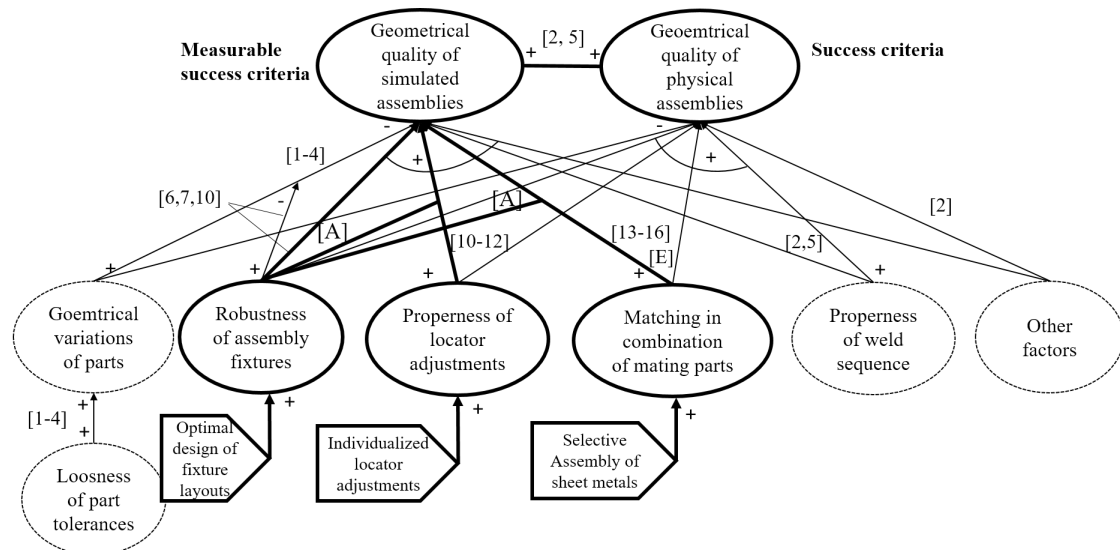 Measurable
success criteria
Geometrical
quality of
simulated
assemblies
+
[2, 5]
+
Geoemtrical
quality of
physical
assemblies
Success criteria
-
+
-
+
[1-4]
[6,7,10]
-
[A]
[A]
[10-12]
[13-16]
[E]
[2,5]
[2]
+
+
+
+
+
Goemtrical
variations
of parts
Robustness
of assembly
fixtures
Properness of
locator
adjustments
Matching in
combination
of mating parts
Properness
of weld
sequence
Other
factors
[1-4]
+
+
+
+
+
Loosness
of part
tolerances
Optimal
design of
fixture
layouts
Individualized
locator
adjustments
Selective
Assembly of
sheet metals